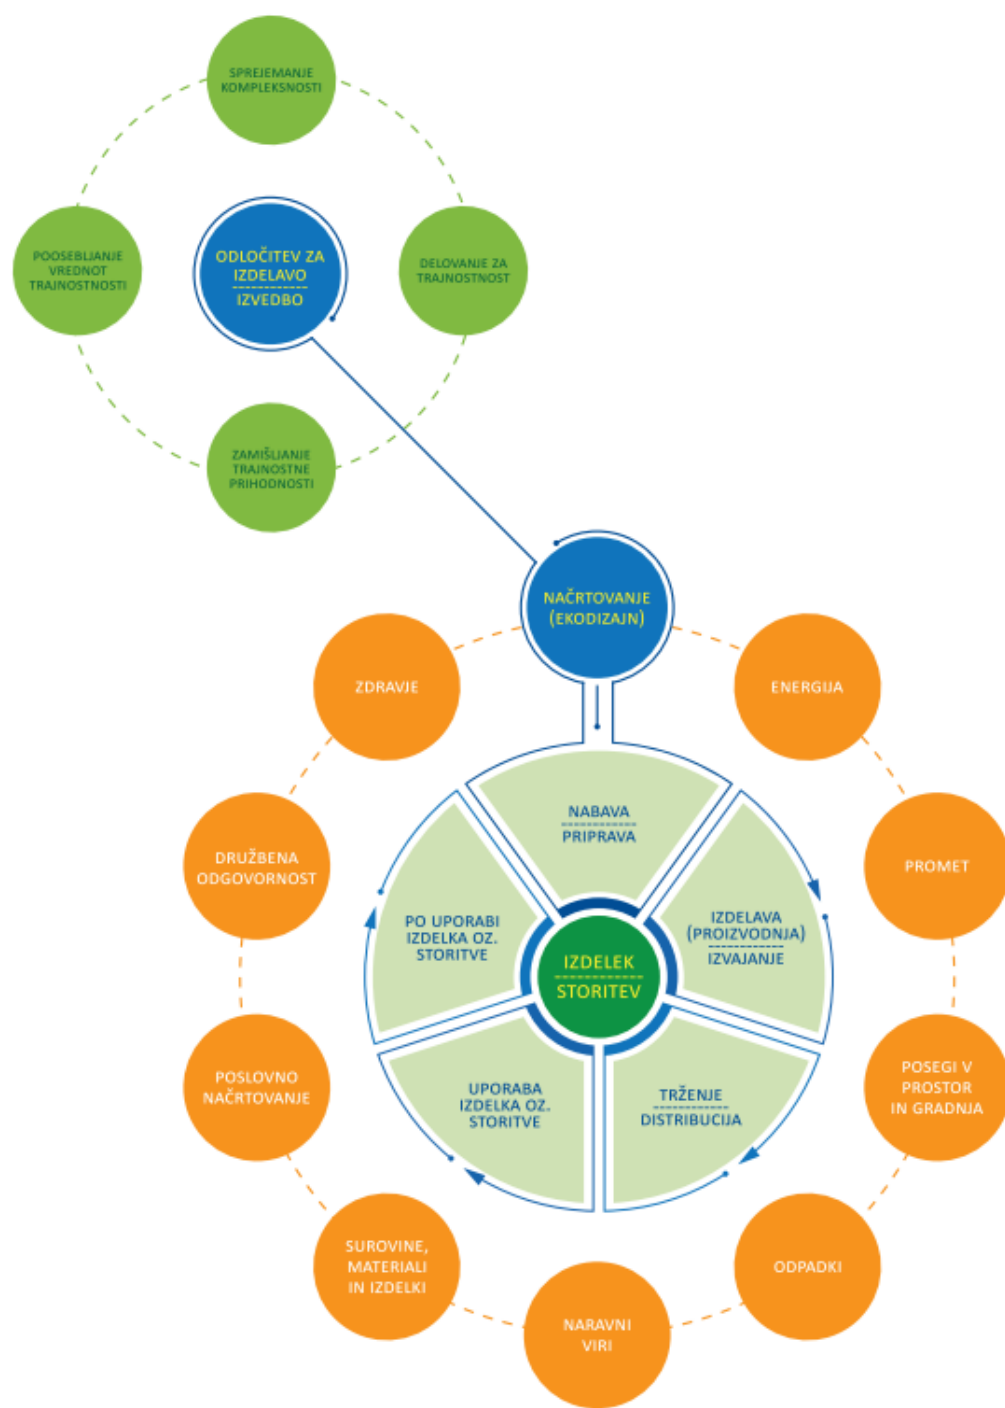 SPREJEMANJE
KOMPLEKSNOSTI
POOSEBLJANJE
VREDNOT
TRAJNOSTNOSTI
ODLOČITEV ZA
IZDELAVO
IZVEDBO
DELOVANJE ZA
TRAJNOSTNOST
ZAMIŠLJANJE
TRAJNOSTNE
PRIHODNOSTI
NAČRTOVANJE
(EKODIZAJN)
ZDRAVJE
ENERGIJA
NABAVA
PRIPRAVA
DRUŽBENA
ODGOVORNOST
PROMET
PO UPORABI
IZDELKA OZ.
STORITVE
IZDELAVA
(PROIZVODNJA)
IZVAJANJE
IZDELEK
STORITEV
POSLOVNO
NAČRTOVANJE
UPORABA
IZDELKA OZ.
STORITVE
TRŽENJE
DISTRIBUCIJA
POSEGI V
PROSTOR
IN GRADNJA
SUROVINE,
MATERIALI
IN IZDELKI
ODPADKI
NARAVNI
VIRI